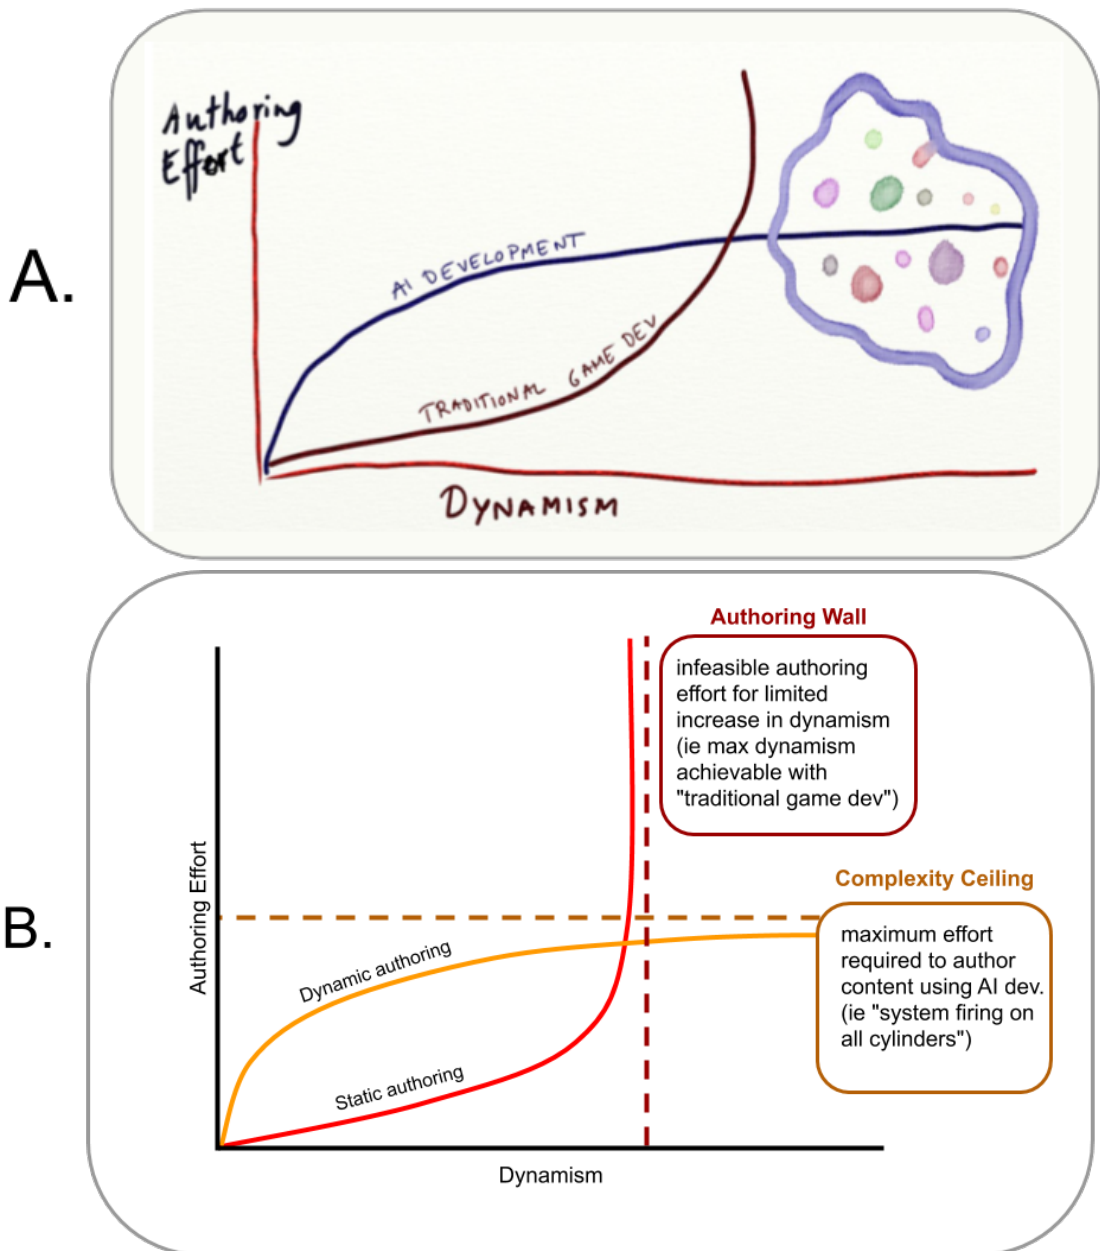 A.
Authoring
Effort
AI DEVELOPMENT
TRADITIONAL GAME DEV
DYNAMISM
B.
Authoring Wall
infeasible authoring
effort for limited
increase in dynamism
(ie max dynamism
achievable with
"traditional game dev")
Complexity Ceiling
maximum effort
required to author
content using AI dev.
(ie "system firing on
all cylinders")
Authoring Effort
Dynamic authoring
Static authoring
Dynamism